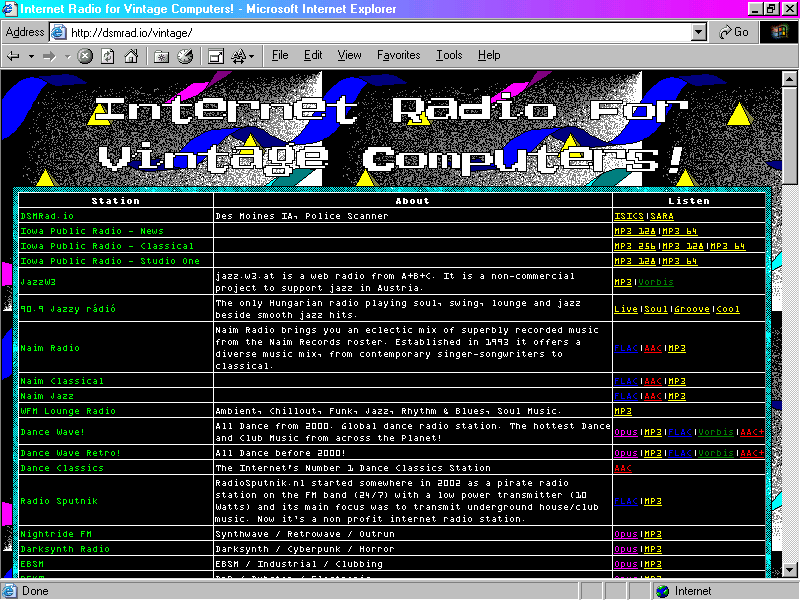 Internet Radio for Vintage Computers! - Microsoft Internet Explorer
Address http://dsmrad.io/vintage/ Go
File Edit View Favorites Tools Help
Internet Radio For
Vintage Computers!
Station About Listen
DSMRad.io Des Moines IA, Police Scanner ISICS|SARA
Iowa Public Radio - News MP3 128|MP3 64
Iowa Public Radio - Classical MP3 256|MP3 128|MP3 64
Iowa Public Radio - Studio One MP3 128|MP3 64
JazzW3 jazz.w3.at is a web radio from A+B+C. It is a non-commercial
project to support jazz in Austria. MP3|Vorbis
90.9 Jazzy rádió The only Hungarian radio playing soul, swing, lounge and jazz
beside smooth jazz hits. Live|Soul|Groove|Cool
Naim Radio Naim Radio brings you an eclectic mix of superbly recorded music
from the Naim Records roster. Established in 1993 it offers a
diverse music mix, from contemporary singer-songwriters to
classical. FLAC|AAC|MP3
Naim Classical FLAC|AAC|MP3
Naim Jazz FLAC|AAC|MP3
WFM Lounge Radio Ambient, Chillout, Funk, Jazz, Rhythm & Blues, Soul Music. MP3
Dance Wave! All Dance from 2000. Global dance radio station. The hottest Dance
and Club Music from across the Planet! Opus|MP3|FLAC|Vorbis|AAC+
Dance Wave Retro! All Dance before 2000! Opus|MP3|FLAC|Vorbis|AAC+
Dance Classics The Internet's Number 1 Dance Classics Station AAC
Radio Sputnik RadioSputnik.nl started somewhere in 2002 as a pirate radio
station on the FM band (24/7) with a low power transmitter (10
Watts) and its main focus was to transmit underground house/club
music. Now it's a non profit internet radio station. FLAC|MP3
Nightride FM Synthwave / Retrowave / Outrun Opus|MP3
Darksynth Radio Darksynth / Cyberpunk / Horror Opus|MP3
EBSM EBSM / Industrial / Clubbing Opus|MP3
Done Internet